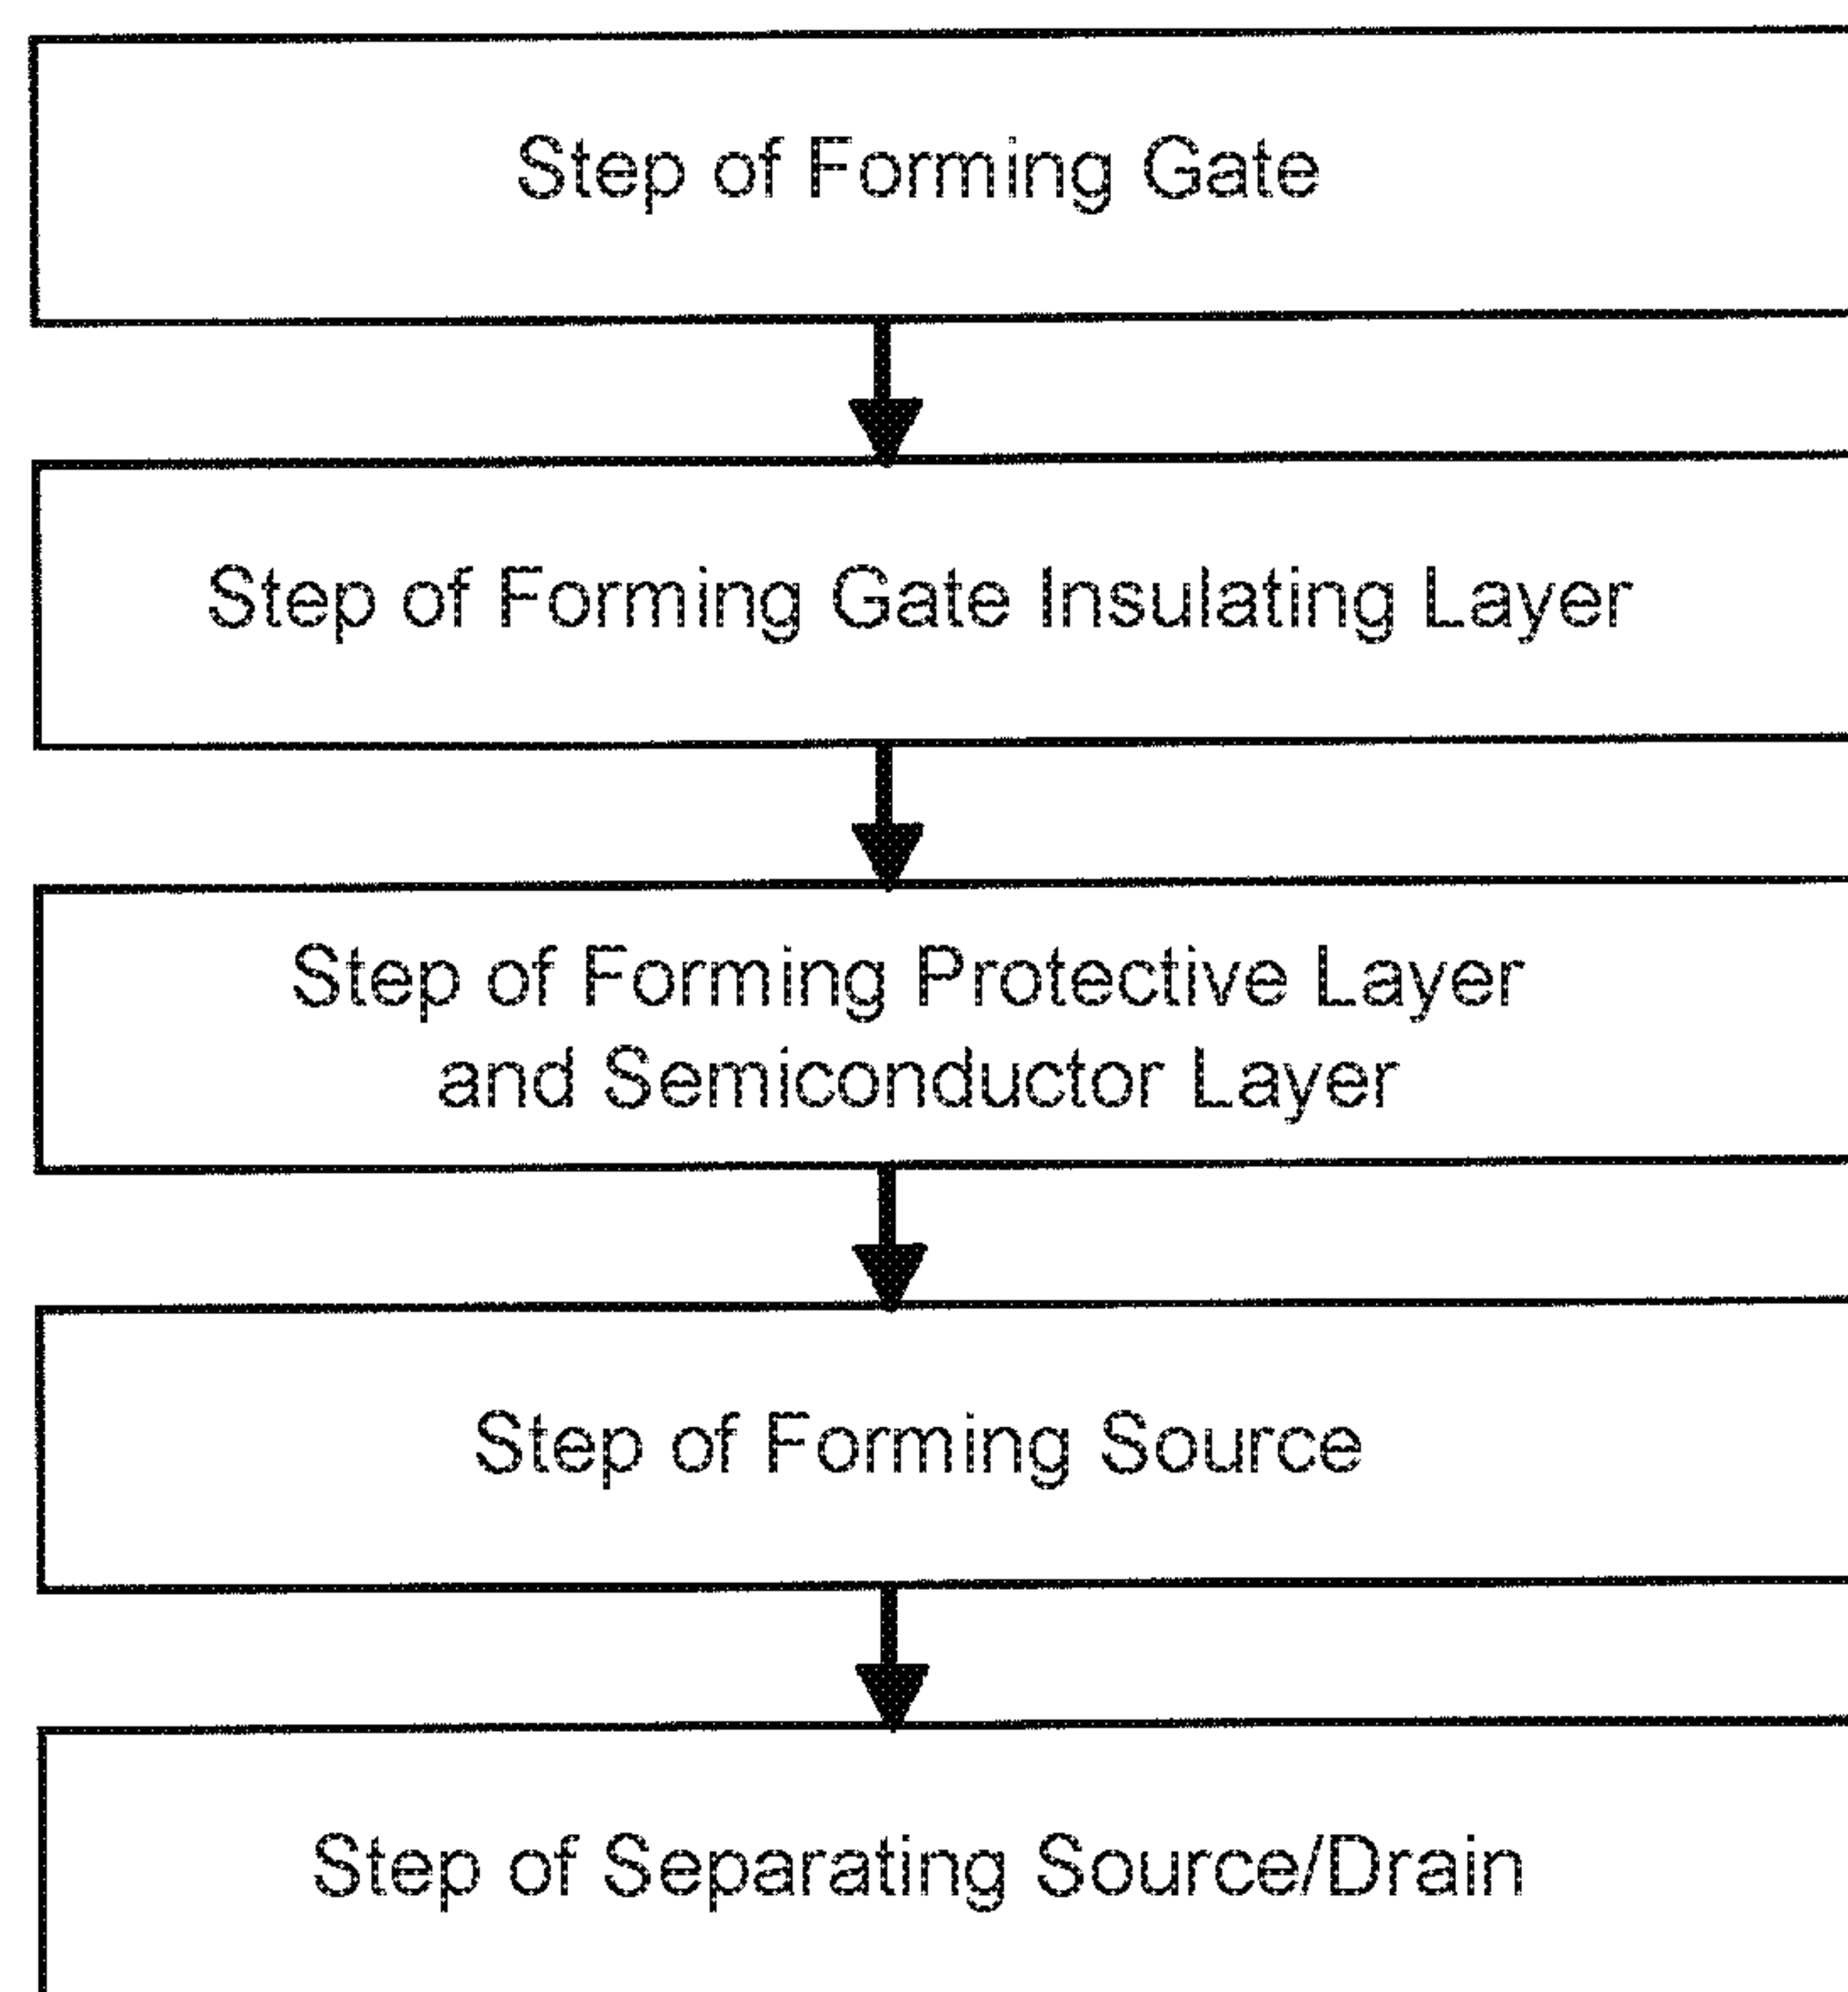 Step of Forming Gate
Step of Forming Gate Insulating Layer
Step of Forming Protective Layer
and Semiconductor Layer
Step of Forming Source
Step of Separating Source/Drain